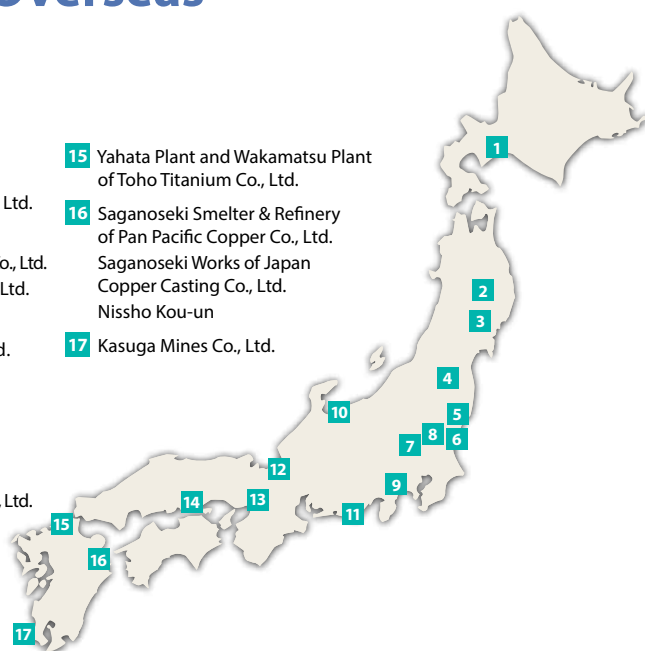 Overseas
Ltd.
o., Ltd.
Ltd.
d.
Ltd.
15 Yahata Plant and Wakamatsu Plant
of Toho Titanium Co., Ltd.
16 Saganoseki Smelter & Refinery
of Pan Pacific Copper Co., Ltd.
Saganoseki Works of Japan
Copper Casting Co., Ltd.
Nissho Kou-un
17 Kasuga Mines Co., Ltd.
1
2
3
4
5
6
7
8
9
10
11
12
13
14
15
16
17